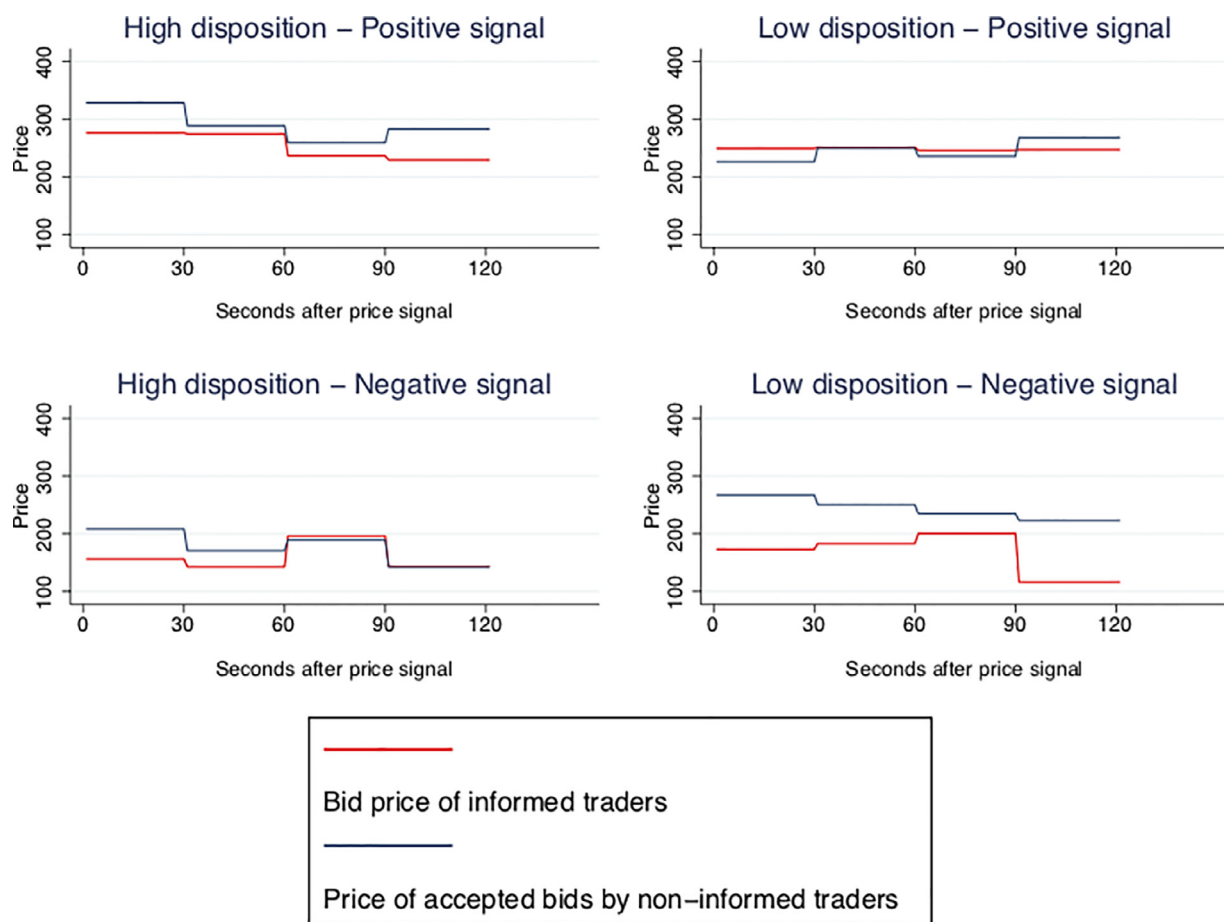 High disposition – Positive signal
400
300
200
100
Price
0 30 60 90 120
Seconds after price signal
Low disposition – Positive signal
400
300
200
100
Price
0 30 60 90 120
Seconds after price signal
High disposition – Negative signal
400
300
200
100
Price
0 30 60 90 120
Seconds after price signal
Low disposition – Negative signal
400
300
200
100
Price
0 30 60 90 120
Seconds after price signal
Bid price of informed traders
Price of accepted bids by non–informed traders